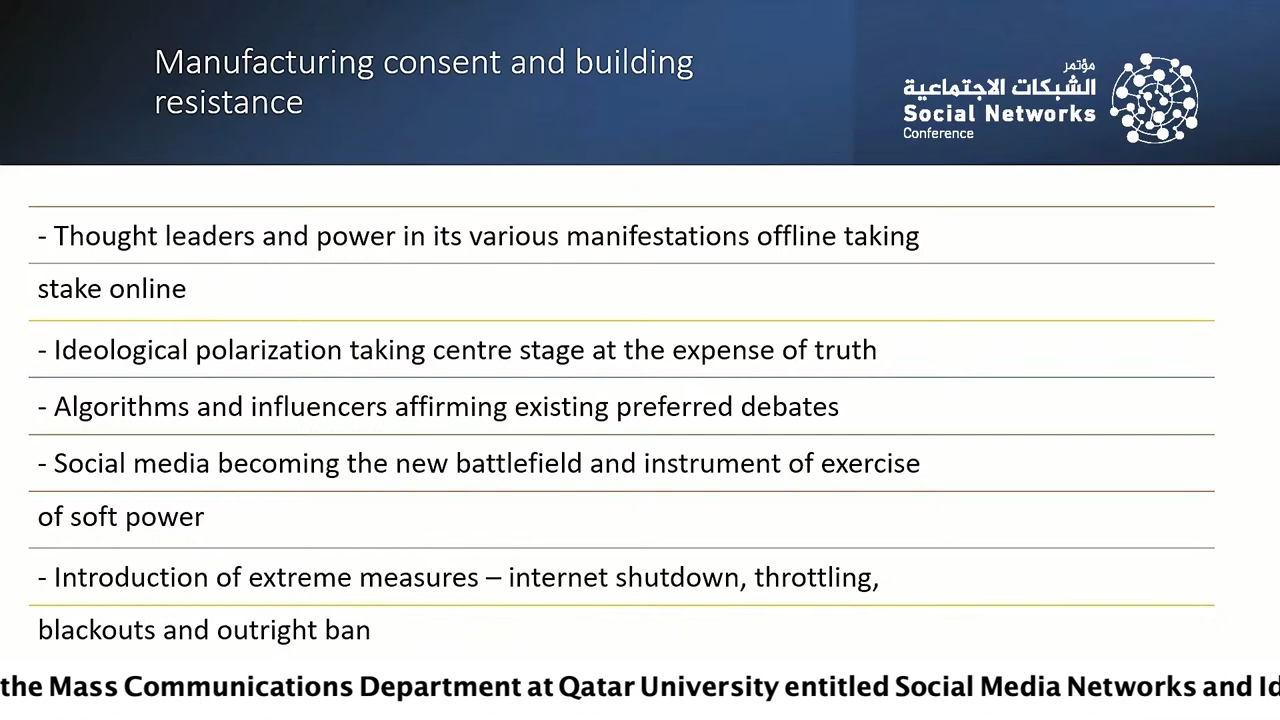 Manufacturing consent and building
resistance
مؤتمر
الشبكات الاجتماعية
Social Networks
Conference
- Thought leaders and power in its various manifestations offline taking
stake online
- Ideological polarization taking centre stage at the expense of truth
- Algorithms and influencers affirming existing preferred debates
- Social media becoming the new battlefield and instrument of exercise
of soft power
- Introduction of extreme measures – internet shutdown, throttling,
blackouts and outright ban
the Mass Communications Department at Qatar University entitled Social Media Networks and Id